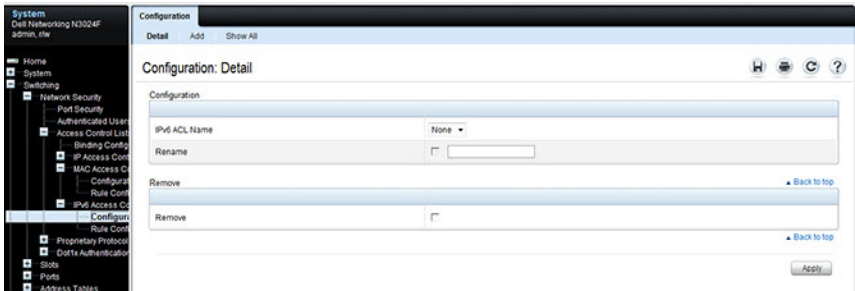 System
Dell Networking N3024F
admin, r/w
Home
System
Switching
Network Security
Port Security
Authenticated Users
Access Control List
Binding Config
IP Access Cont
MAC Access Co
Configurat
Rule Confi
IPv6 Access Co
Configura
Rule Confi
Proprietary Protocol
Dot1x Authentication
Slots
Ports
Address Tables
Configuration
Detail Add Show All
Configuration: Detail
Configuration
IPv6 ACL Name None
Rename
Remove Back to top
Remove
Back to top
Apply